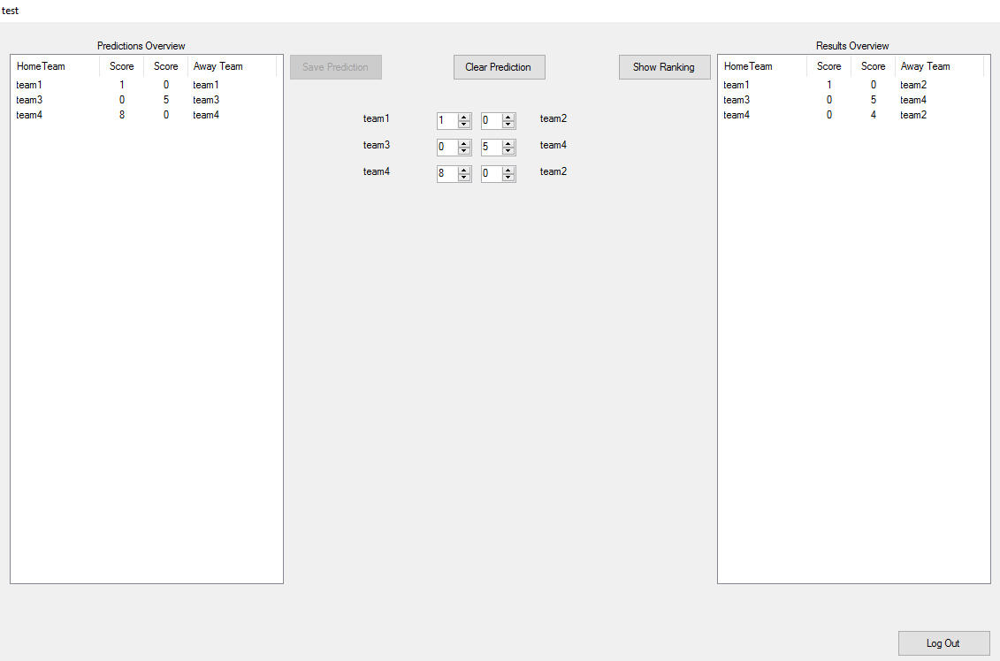 test
Predictions Overview
HomeTeam Score Score Away Team
team1 1 0 team1
team3 0 5 team3
team4 8 0 team4
Save Prediction
Clear Prediction
Show Ranking
team1 1 0 team2
team3 0 5 team4
team4 8 0 team2
Results Overview
HomeTeam Score Score Away Team
team1 1 0 team2
team3 0 5 team4
team4 0 4 team2
Log Out